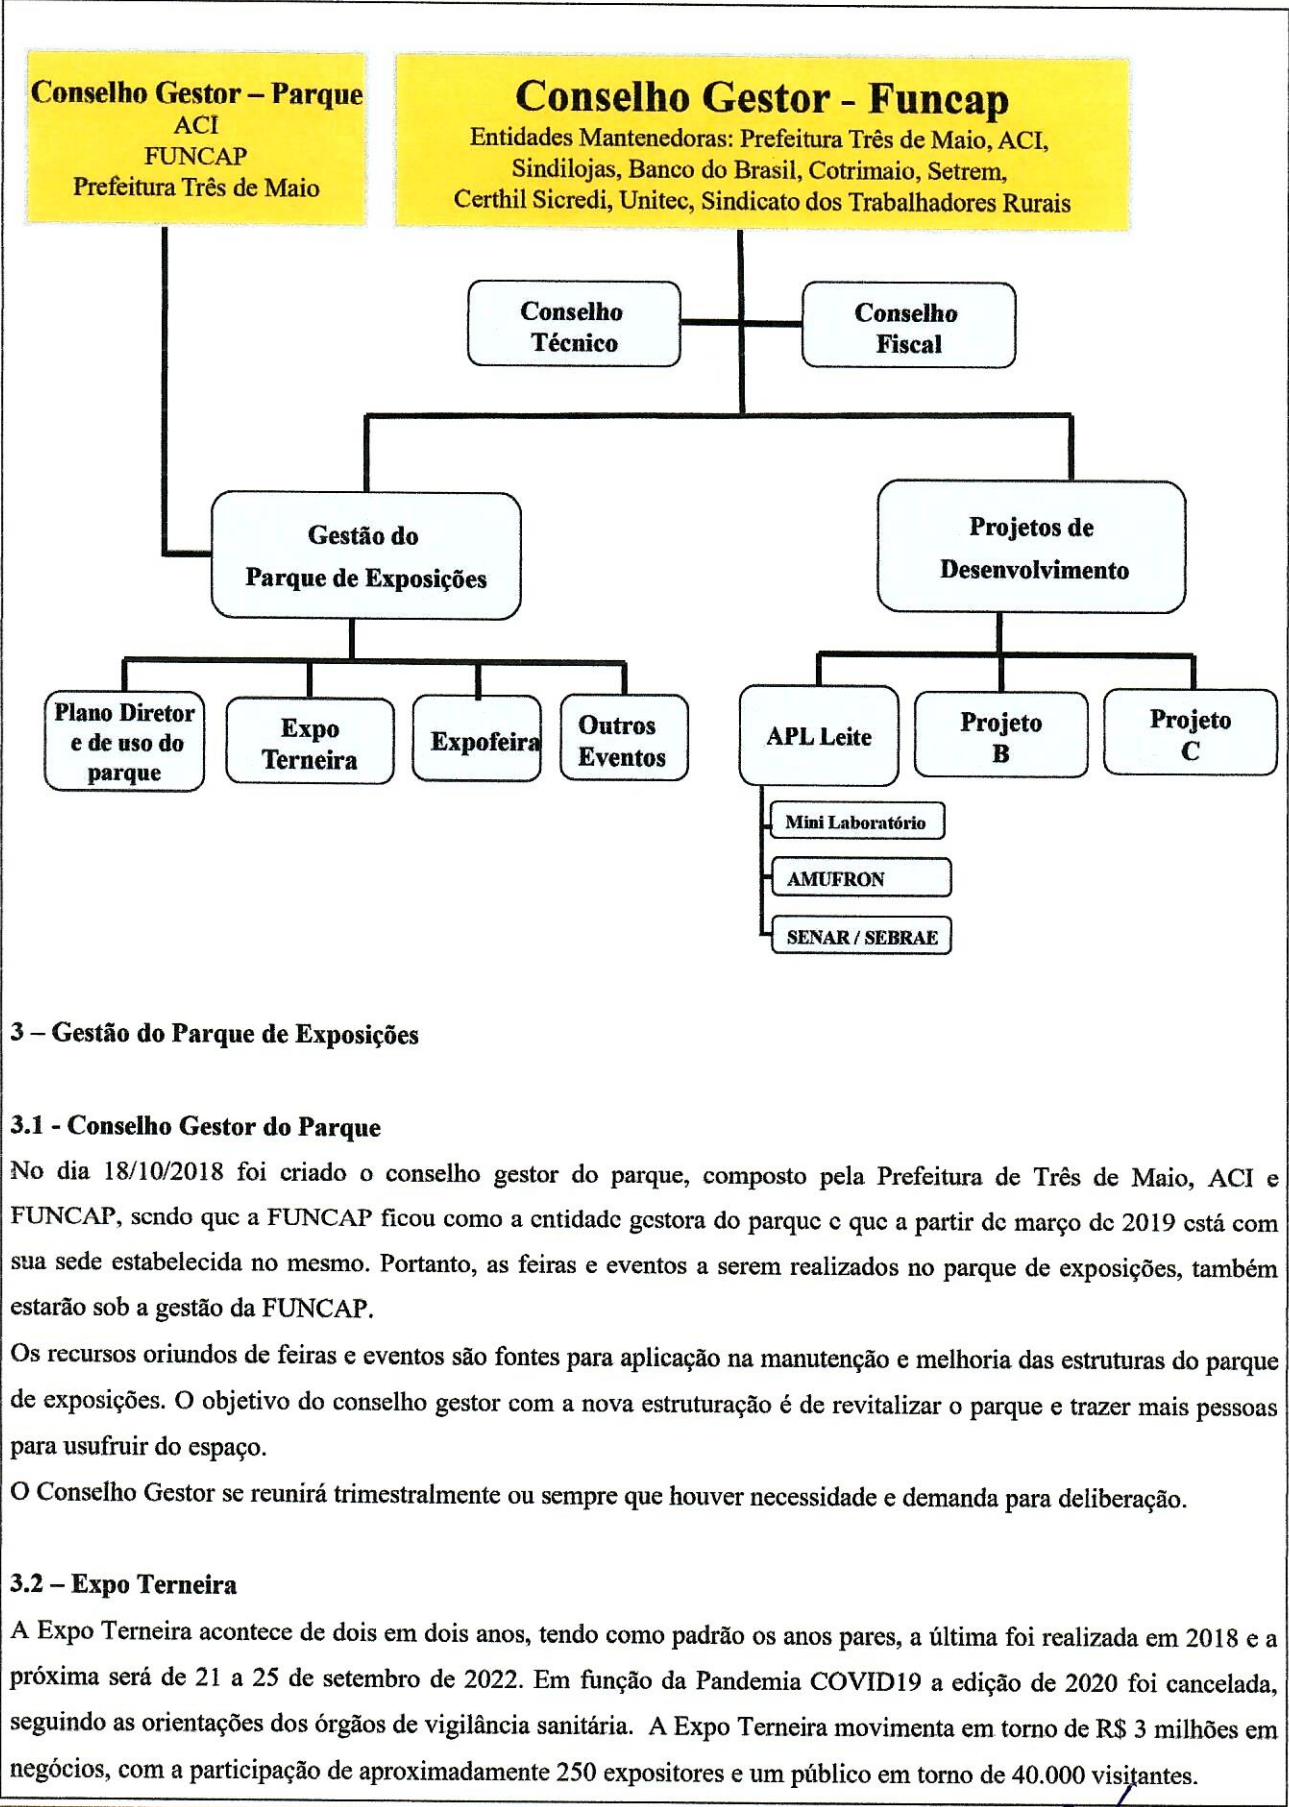 Conselho Gestor – Parque
ACI
FUNCAP
Prefeitura Três de Maio
Conselho Gestor - Funcap
Entidades Mantenedoras: Prefeitura Três de Maio, ACI,
Sindilojas, Banco do Brasil, Cotrimaio, Setrem,
Certhil Sicredi, Unitec, Sindicato dos Trabalhadores Rurais
Conselho
Técnico
Conselho
Fiscal
Gestão do
Parque de Exposições
Projetos de
Desenvolvimento
Plano Diretor
e de uso do
parque
Expo
Terneira
Expofeira
Outros
Eventos
APL Leite
Projeto
B
Projeto
C
Mini Laboratório
AMUFRON
SENAR / SEBRAE
3 – Gestão do Parque de Exposições
3.1 - Conselho Gestor do Parque
No dia 18/10/2018 foi criado o conselho gestor do parque, composto pela Prefeitura de Três de Maio, ACI e
FUNCAP, sendo que a FUNCAP ficou como a entidade gestora do parque e que a partir de março de 2019 está com
sua sede estabelecida no mesmo. Portanto, as feiras e eventos a serem realizados no parque de exposições, também
estarão sob a gestão da FUNCAP.
Os recursos oriundos de feiras e eventos são fontes para aplicação na manutenção e melhoria das estruturas do parque
de exposições. O objetivo do conselho gestor com a nova estruturação é de revitalizar o parque e trazer mais pessoas
para usufruir do espaço.
O Conselho Gestor se reunirá trimestralmente ou sempre que houver necessidade e demanda para deliberação.
3.2 – Expo Terneira
A Expo Terneira acontece de dois em dois anos, tendo como padrão os anos pares, a última foi realizada em 2018 e a
próxima será de 21 a 25 de setembro de 2022. Em função da Pandemia COVID19 a edição de 2020 foi cancelada,
seguindo as orientações dos órgãos de vigilância sanitária. A Expo Terneira movimenta em torno de R$ 3 milhões em
negócios, com a participação de aproximadamente 250 expositores e um público em torno de 40.000 visitantes.